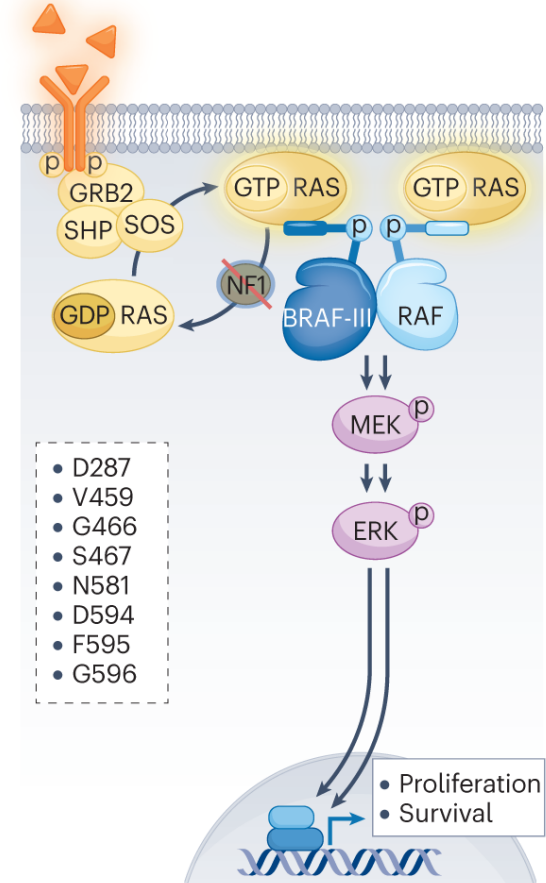 p p
GRB2
SHP SOS
GDP RAS
GTP RAS
NF1
GTP RAS
p p
BRAF-III RAF
MEK p
ERK p
• D287
• V459
• G466
• S467
• N581
• D594
• F595
• G596
• Proliferation
• Survival